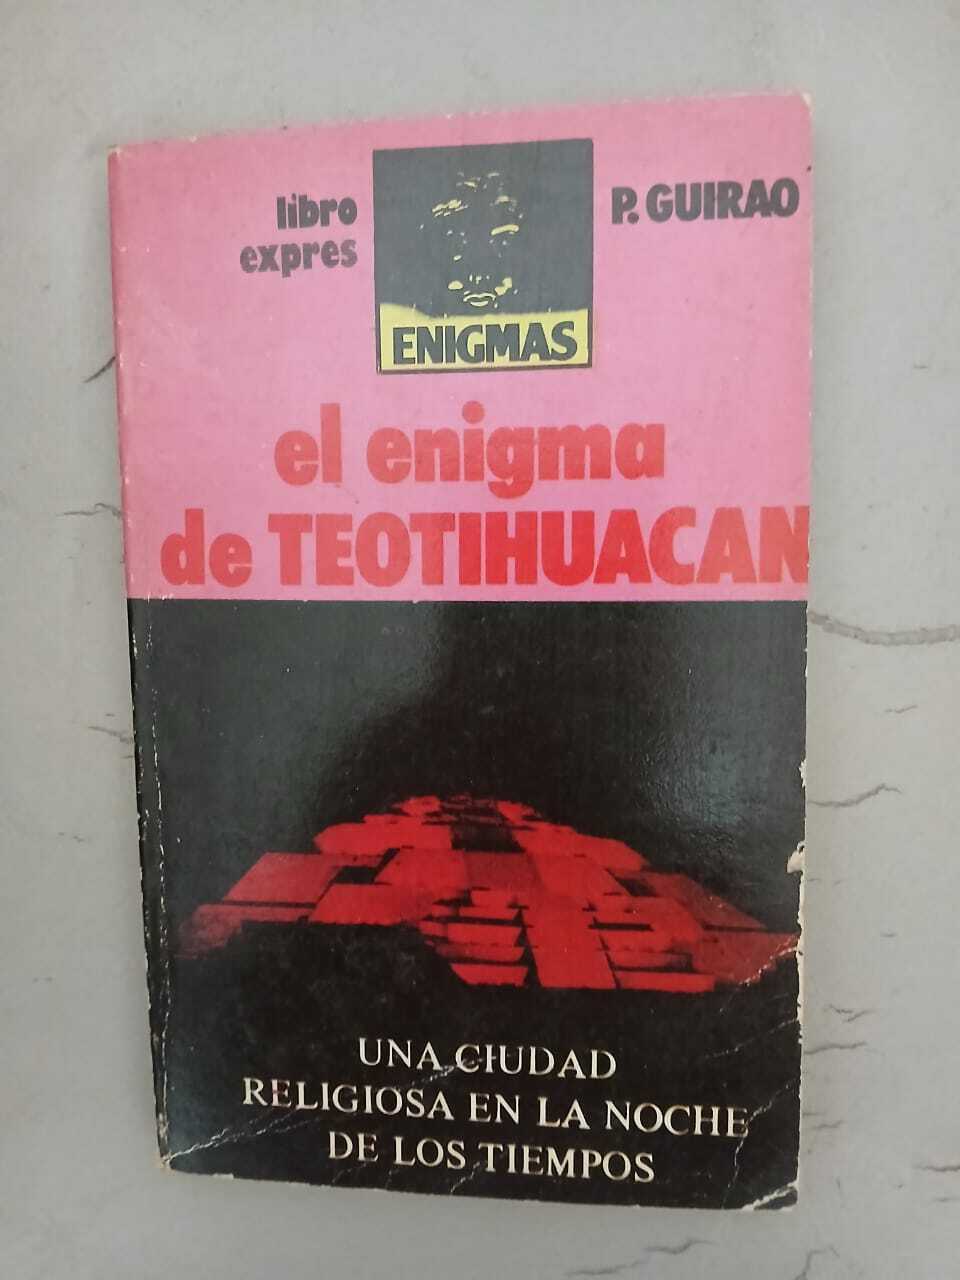 libro
expres
P. GUIRAO
ENIGMAS
el enigma
de TEOTIHUACAN
UNA CIUDAD
RELIGIOSA EN LA NOCHE
DE LOS TIEMPOS